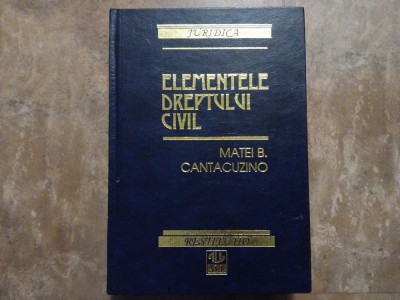 JURIDICA
ELEMENTELE
DREPTULUI
CIVIL
MATEI B.
CANTACUZINO
RESTITUTIO